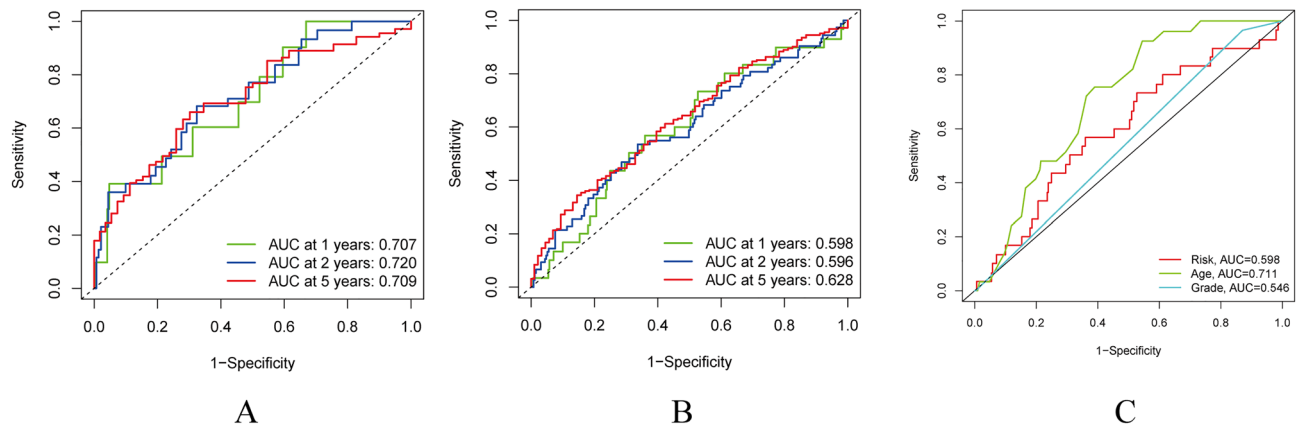 Sensitivity
0.0 0.2 0.4 0.6 0.8 1.0
AUC at 1 years: 0.707
AUC at 2 years: 0.720
AUC at 5 years: 0.709
0.0 0.2 0.4 0.6 0.8 1.0
1−Specificity
A
Sensitivity
0.0 0.2 0.4 0.6 0.8 1.0
AUC at 1 years: 0.598
AUC at 2 years: 0.596
AUC at 5 years: 0.628
0.0 0.2 0.4 0.6 0.8 1.0
1−Specificity
B
Sensitivity
0.0 0.2 0.4 0.6 0.8 1.0
Risk, AUC=0.598
Age, AUC=0.711
Grade, AUC=0.546
0.0 0.2 0.4 0.6 0.8 1.0
1−Specificity
C